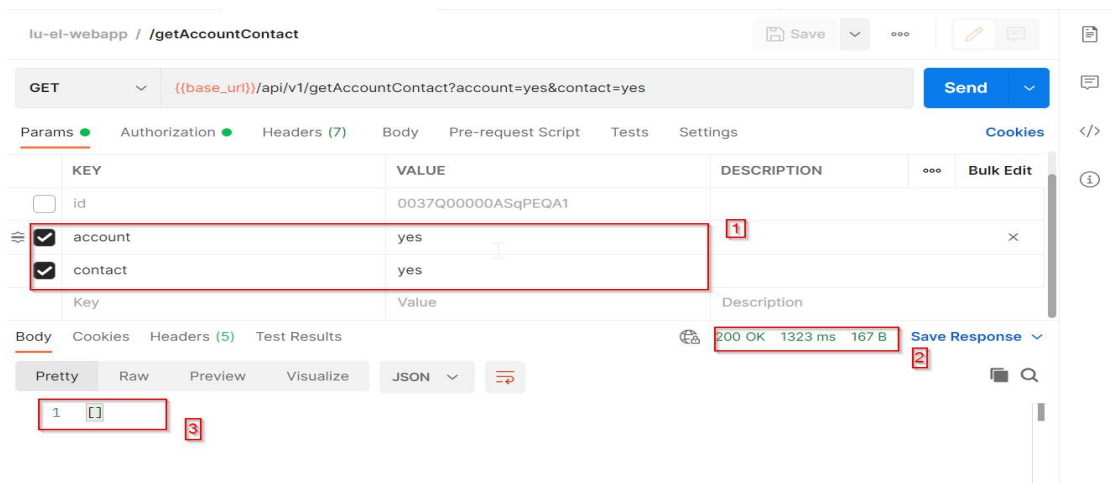 lu-el-webapp / /getAccountContact Save
GET {{base_url}}/api/v1/getAccountContact?account=yes&contact=yes Send
Params Authorization Headers (7) Body Pre-request Script Tests Settings Cookies
KEY VALUE DESCRIPTION Bulk Edit
id 0037Q00000ASqPEQA1
account yes 1
contact yes
Key Value Description
Body Cookies Headers (5) Test Results 200 OK 1323 ms 167 B Save Response
2
Pretty Raw Preview Visualize JSON
1 []
3